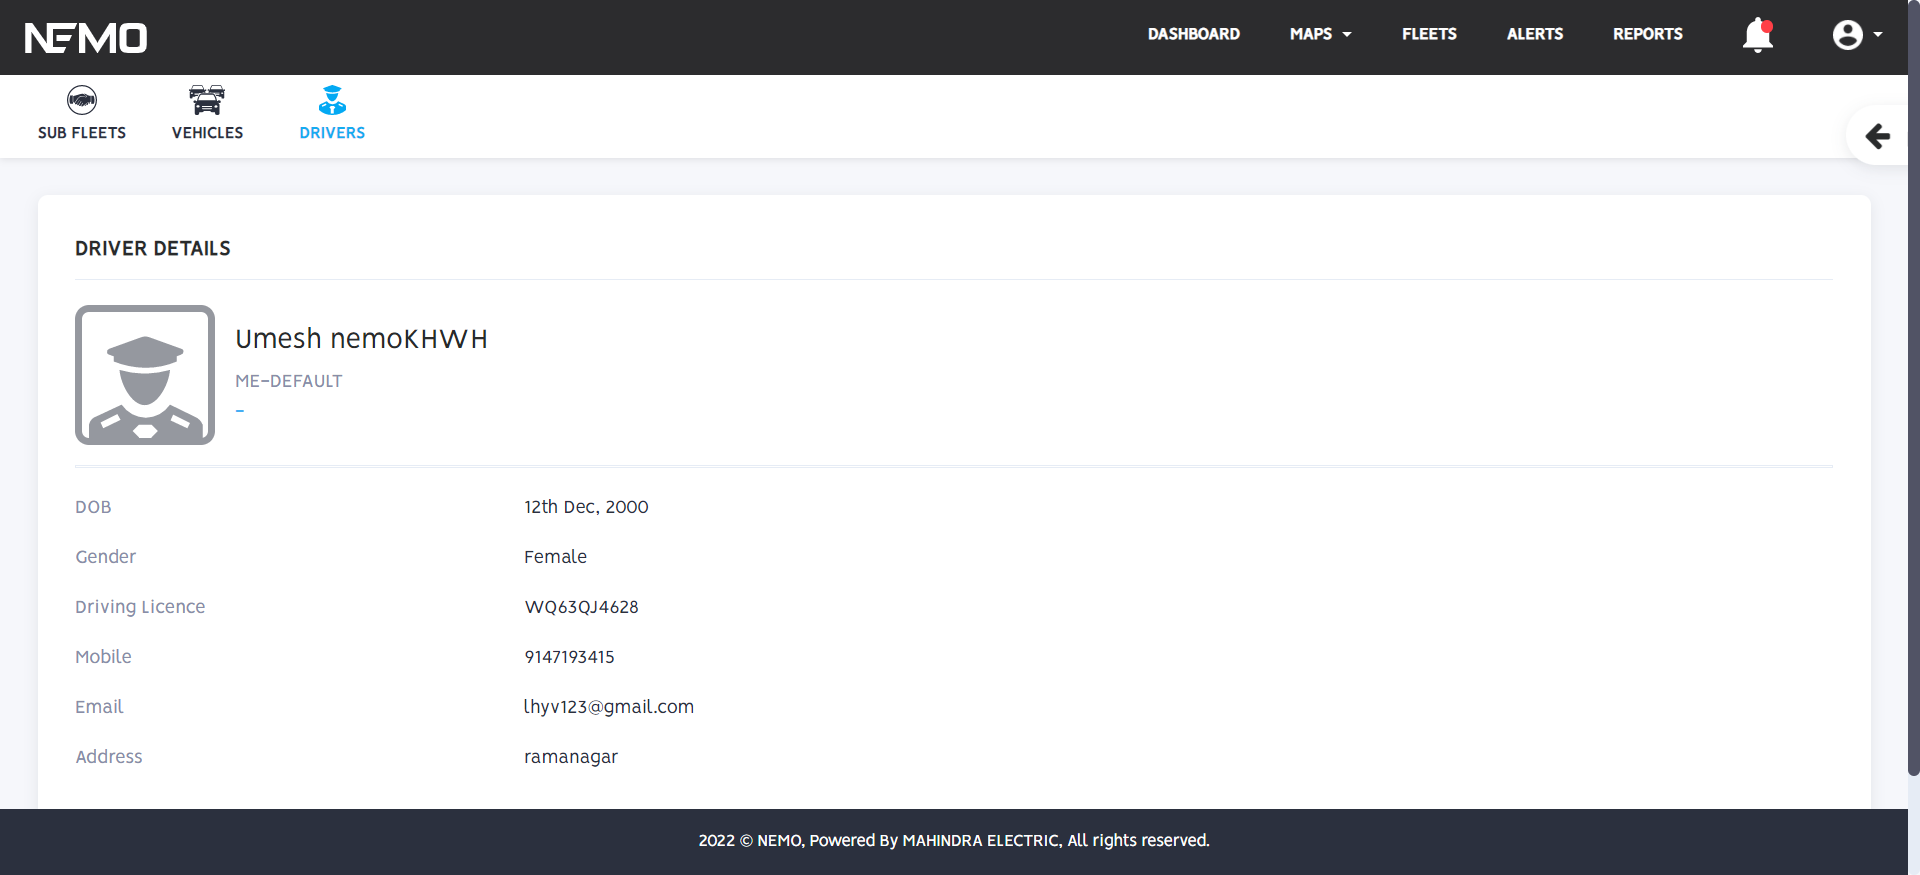 NEMO
DASHBOARD MAPS FLEETS ALERTS REPORTS
SUB FLEETS VEHICLES DRIVERS
DRIVER DETAILS
Umesh nemoKHWH
ME-DEFAULT
-
DOB 12th Dec, 2000
Gender Female
Driving Licence WQ63QJ4628
Mobile 9147193415
Email lhyv123@gmail.com
Address ramanagar
2022 © NEMO, Powered By MAHINDRA ELECTRIC, All rights reserved.